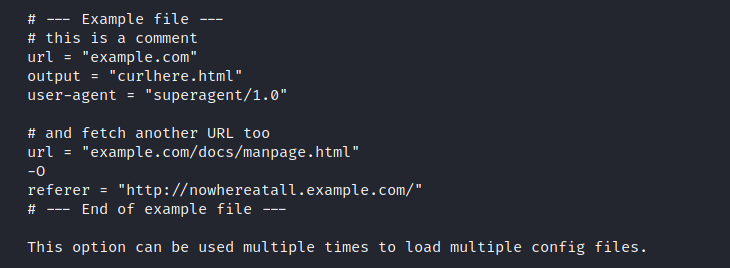 # --- Example file ---
# this is a comment
url = "example.com"
output = "curlhere.html"
user-agent = "superagent/1.0"

# and fetch another URL too
url = "example.com/docs/manpage.html"
-O
referer = "http://nowhereatall.example.com/"
# --- End of example file ---

This option can be used multiple times to load multiple config files.